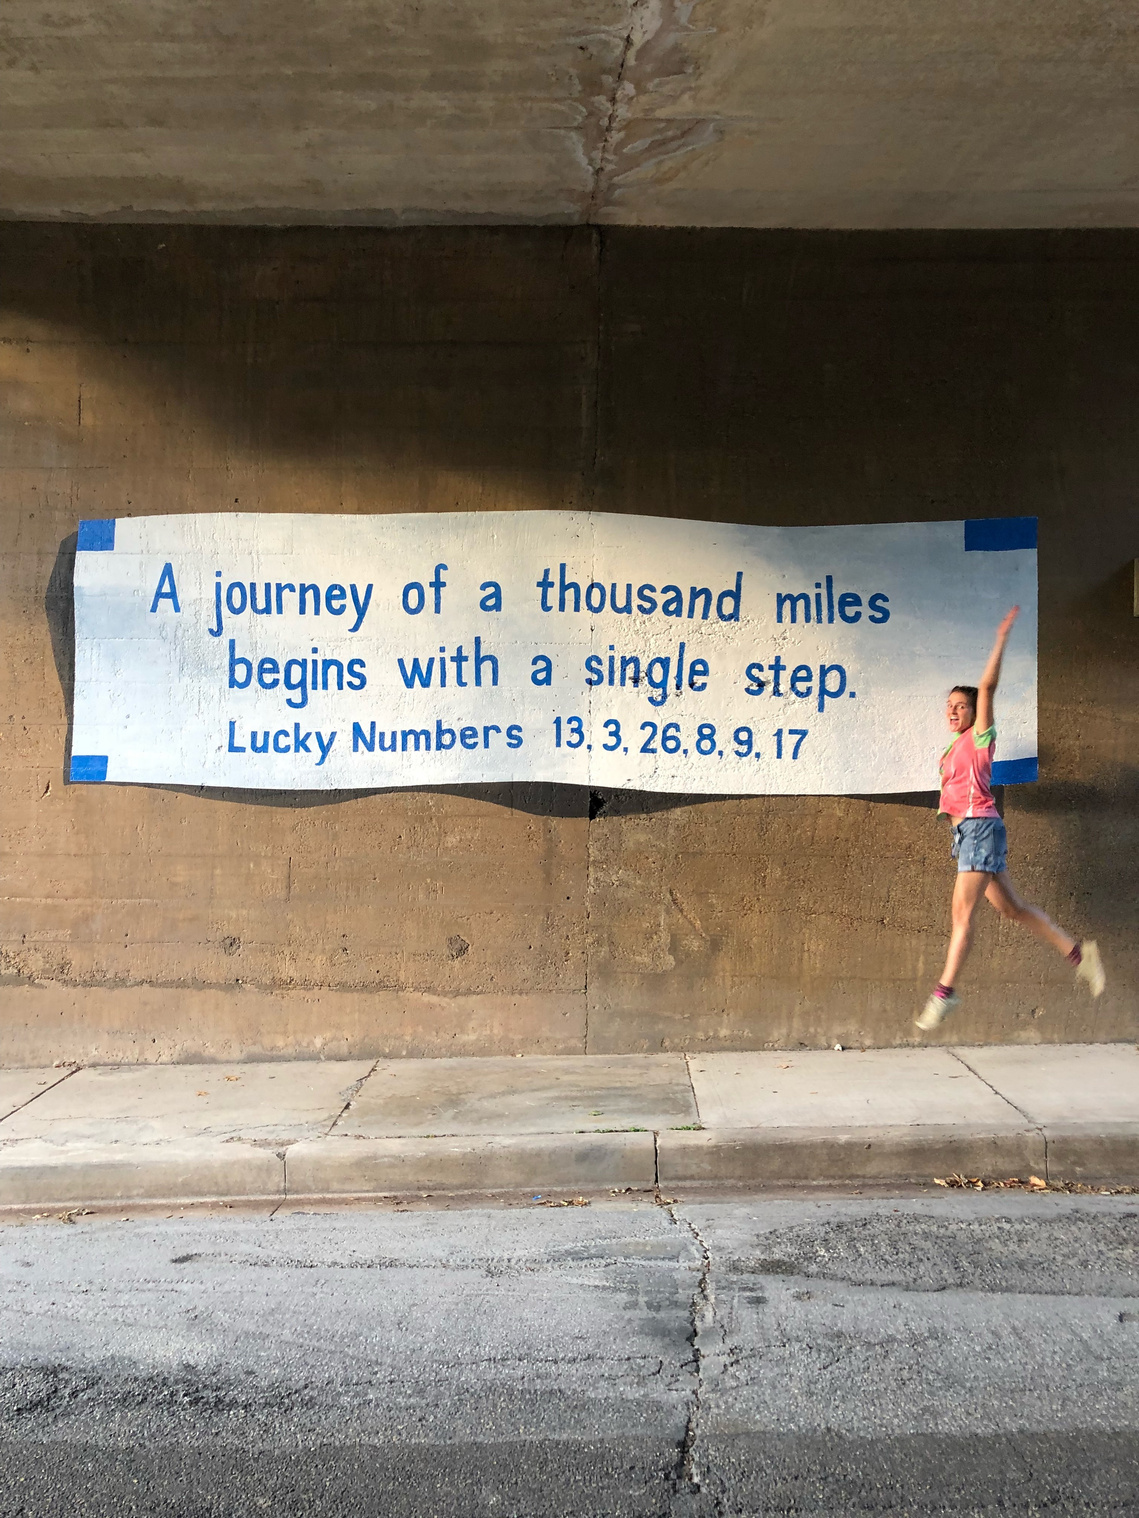 A journey of a thousand miles
begins with a single step.
Lucky Numbers 13, 3, 26, 8, 9, 17